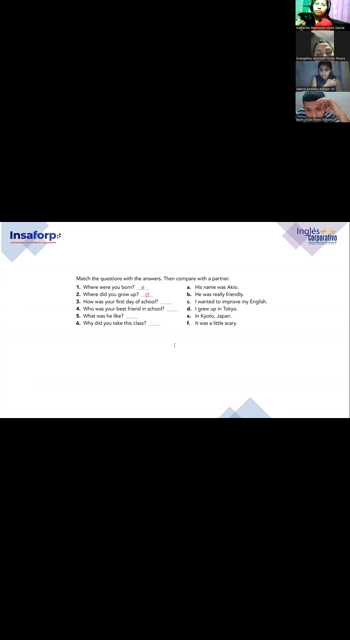 Insaforp
Inglés
Corporativo
Match the questions with the answers. Then compare with a partner.
1. Where were you born? e
2. Where did you grow up? d
3. How was your first day of school? ____
4. Who was your best friend in school? ____
5. What was he like? ____
6. Why did you take this class? ____
a. His name was Akio.
b. He was really friendly.
c. I wanted to improve my English.
d. I grew up in Tokyo.
e. In Kyoto, Japan.
f. It was a little scary.